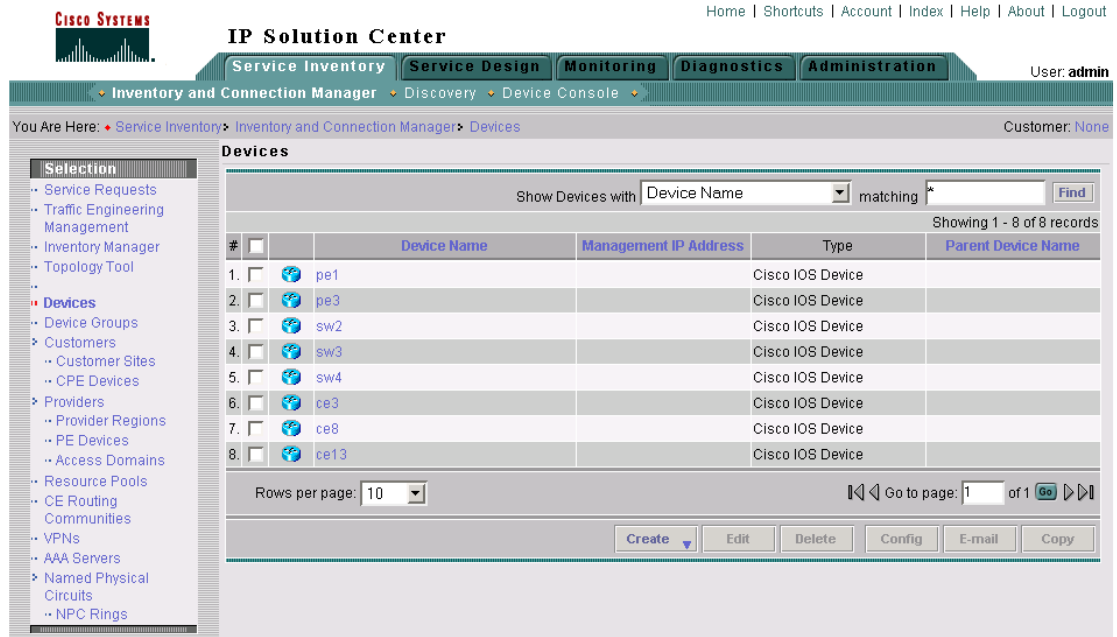 Home | Shortcuts | Account | Index | Help | About | Logout
CISCO SYSTEMS
IP Solution Center
Service Inventory Service Design Monitoring Diagnostics Administration
User: admin
Inventory and Connection Manager Discovery Device Console
You Are Here: Service Inventory Inventory and Connection Manager Devices
Customer: None
Selection
Service Requests
Traffic Engineering
Management
Inventory Manager
Topology Tool
Devices
Device Groups
Customers
Customer Sites
CPE Devices
Providers
Provider Regions
PE Devices
Access Domains
Resource Pools
CE Routing
Communities
VPNs
AAA Servers
Named Physical
Circuits
NPC Rings
Devices
Show Devices with Device Name matching * Find
Showing 1 - 8 of 8 records
# Device Name Management IP Address Type Parent Device Name
1. pe1 Cisco IOS Device
2. pe3 Cisco IOS Device
3. sw2 Cisco IOS Device
4. sw3 Cisco IOS Device
5. sw4 Cisco IOS Device
6. ce3 Cisco IOS Device
7. ce8 Cisco IOS Device
8. ce13 Cisco IOS Device
Rows per page: 10 Go to page: 1 of 1 Go
Create Edit Delete Config E-mail Copy